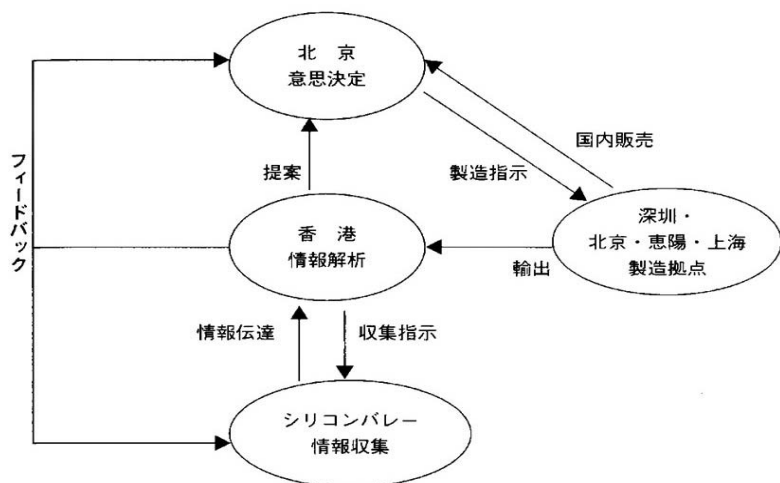 北 京
意思決定
国内販売
提案
製造指示
フィードバック
香 港
情報解析
深圳・
北京・恵陽・上海
製造拠点
輸出
情報伝達
収集指示
シリコンバレー
情報収集